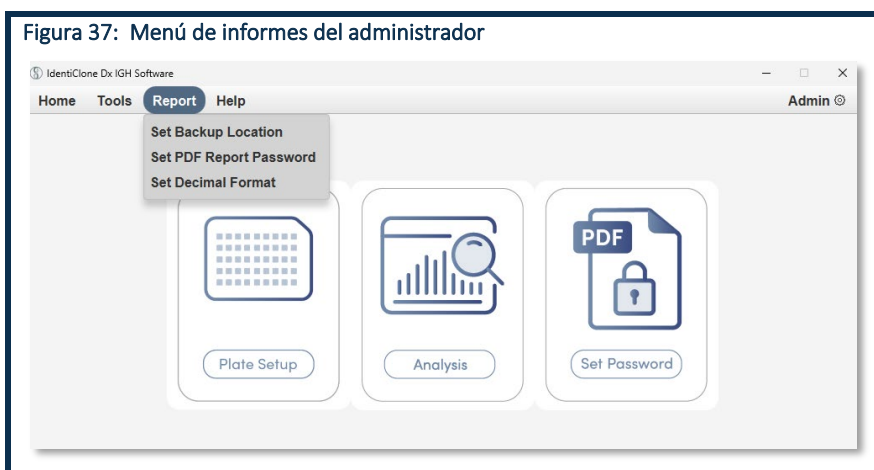 Figura 37: Menú de informes del administrador
IdentiClone Dx IGH Software
Home Tools Report Help Admin
Set Backup Location
Set PDF Report Password
Set Decimal Format
PDF
Plate Setup Analysis Set Password